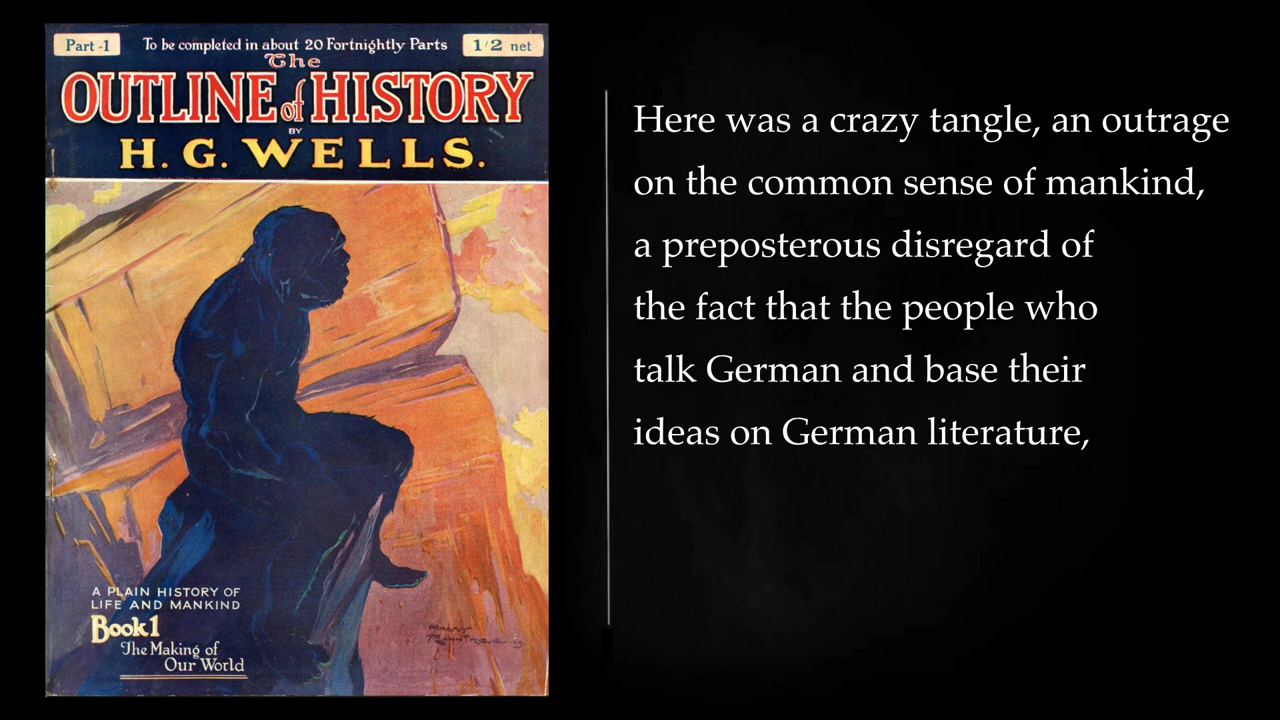 Part -1
To be completed in about 20 Fortnightly Parts
1/2 net
The
OUTLINE of HISTORY
BY
H. G. WELLS.
A PLAIN HISTORY OF
LIFE AND MANKIND
Book 1
The Making of
Our World
Here was a crazy tangle, an outrage
on the common sense of mankind,
a preposterous disregard of
the fact that the people who
talk German and base their
ideas on German literature,